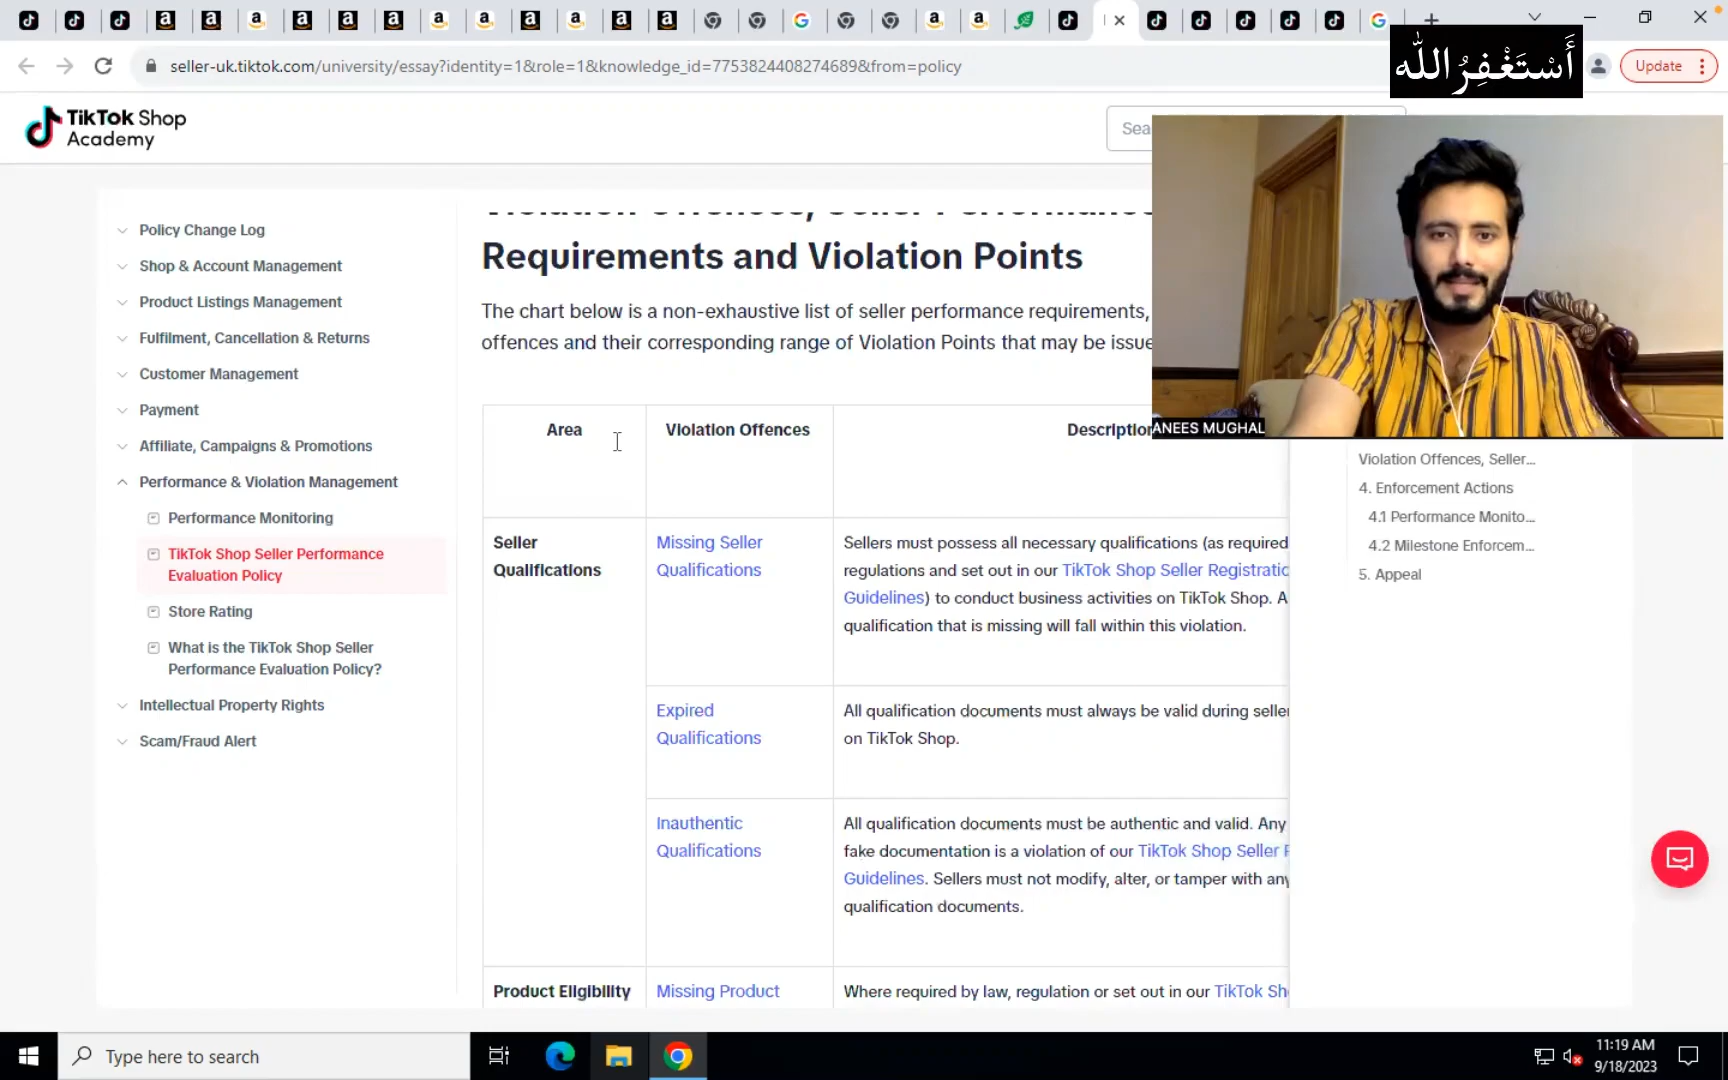 seller-uk.tiktok.com/university/essay?identity=1&role=1&knowledge_id=7753824408274689&from=policy
أَسْتَغْفِرُ اللّٰه
Update
TikTok Shop
Academy
Policy Change Log
Shop & Account Management
Product Listings Management
Fulfilment, Cancellation & Returns
Customer Management
Payment
Affiliate, Campaigns & Promotions
Performance & Violation Management
Performance Monitoring
TikTok Shop Seller Performance
Evaluation Policy
Store Rating
What is the TikTok Shop Seller
Performance Evaluation Policy?
Intellectual Property Rights
Scam/Fraud Alert
Requirements and Violation Points
The chart below is a non-exhaustive list of seller performance requirements,
offences and their corresponding range of Violation Points that may be issue
Area
Violation Offences
Description
Seller
Qualifications
Missing Seller
Qualifications
Sellers must possess all necessary qualifications (as required
regulations and set out in our TikTok Shop Seller Registratio
Guidelines) to conduct business activities on TikTok Shop. A
qualification that is missing will fall within this violation.
Expired
Qualifications
All qualification documents must always be valid during selle
on TikTok Shop.
Inauthentic
Qualifications
All qualification documents must be authentic and valid. Any
fake documentation is a violation of our TikTok Shop Seller
Guidelines. Sellers must not modify, alter, or tamper with any
qualification documents.
Product Eligibility
Missing Product
Where required by law, regulation or set out in our TikTok Sh
ANEES MUGHAL
Violation Offences, Seller...
4. Enforcement Actions
4.1 Performance Monito...
4.2 Milestone Enforcem...
5. Appeal
Type here to search
11:19 AM
9/18/2023